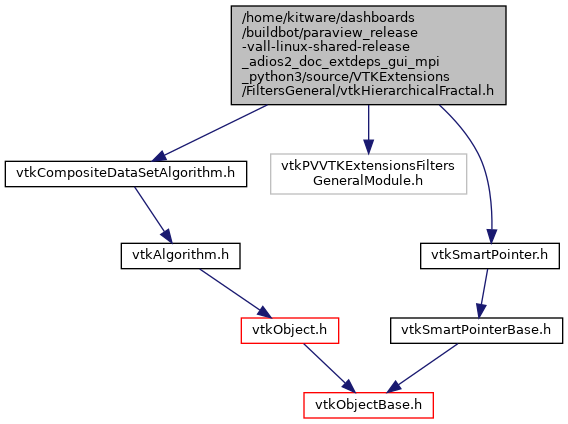 /home/kitware/dashboards
/buildbot/paraview_release
-vall-linux-shared-release
_adios2_doc_extdeps_gui_mpi
_python3/source/VTKExtensions
/FiltersGeneral/vtkHierarchicalFractal.h
vtkCompositeDataSetAlgorithm.h
vtkPVVTKExtensionsFilters
GeneralModule.h
vtkAlgorithm.h
vtkSmartPointer.h
vtkObject.h
vtkSmartPointerBase.h
vtkObjectBase.h